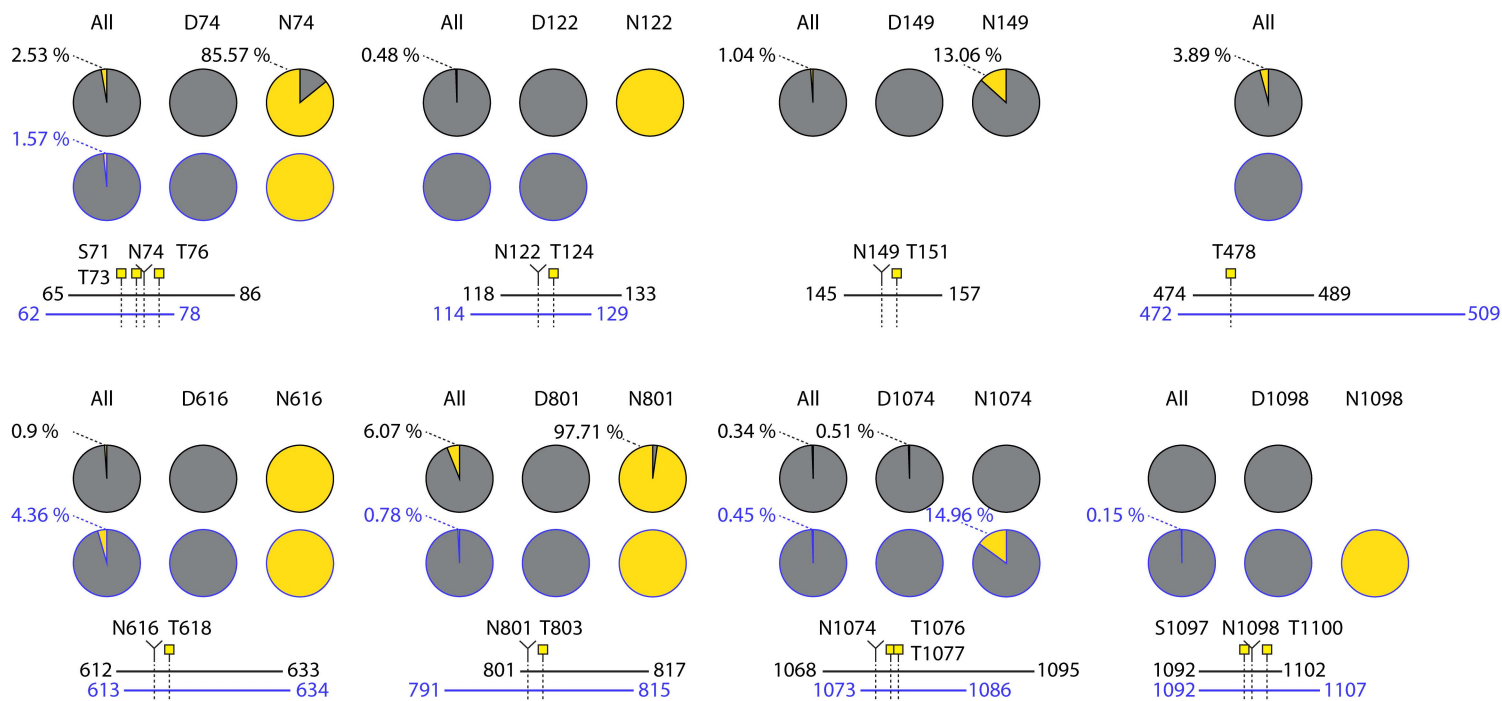 All D74 N74 All D122 N122 All D149 N149 All
2.53 % 85.57 % 0.48 % 1.04 % 13.06 % 3.89 %
1.57 %
S71 N74 T76 N122 T124 N149 T151 T478
T73
65 86 118 133 145 157 474 489
62 78 114 129 472 509
All D616 N616 All D801 N801 All D1074 N1074 All D1098 N1098
0.9 % 6.07 % 97.71 % 0.34 % 0.51 %
4.36 % 0.78 % 0.45 % 14.96 % 0.15 %
N616 T618 N801 T803 N1074 T1076 S1097 N1098 T1100
T1077
612 633 801 817 1068 1095 1092 1102
613 634 791 815 1073 1086 1092 1107